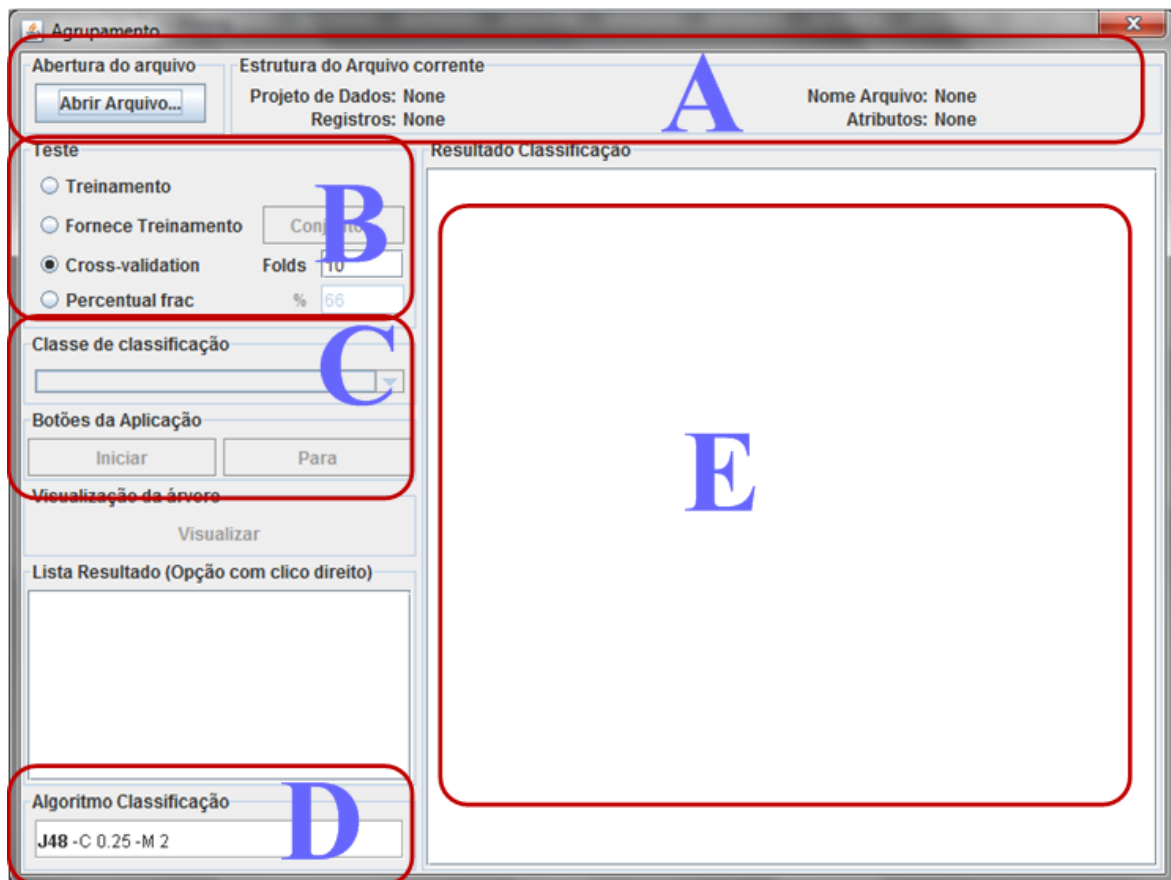 Agrupamento
Abertura do arquivo
Abrir Arquivo...
Estrutura do Arquivo corrente
Projeto de Dados: None
Nome Arquivo: None
Registros: None
Atributos: None
A
Teste
Treinamento
Fornece Treinamento
Cross-validation Folds 10
Percentual frac % 66
B
Classe de classificação
C
Botões da Aplicação
Iniciar Para
Visualização da árvore
Visualizar
Lista Resultado (Opção com clico direito)
Algoritmo Classificação
J48 -C 0.25 -M 2
D
Resultado Classificação
E